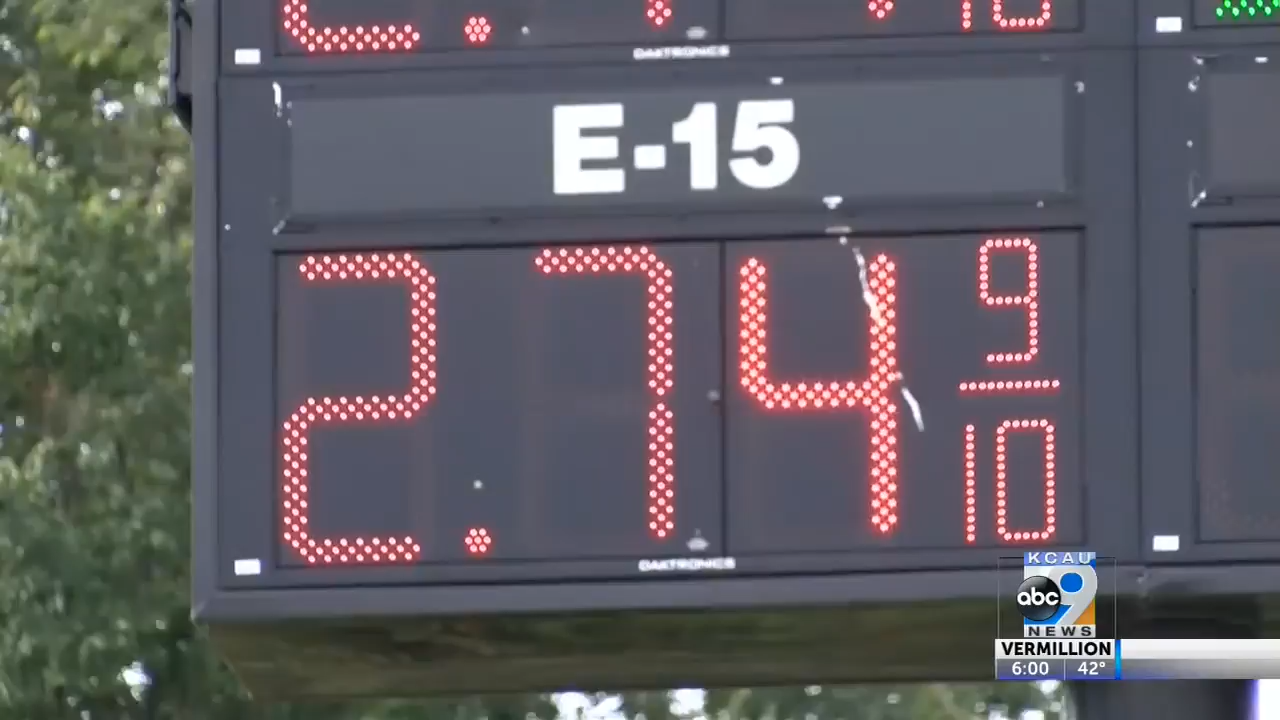 DAKTRONICS
E-15
2.74 9/10
DAKTRONICS
KCAU
abc 9
NEWS
VERMILLION
6:00 42°